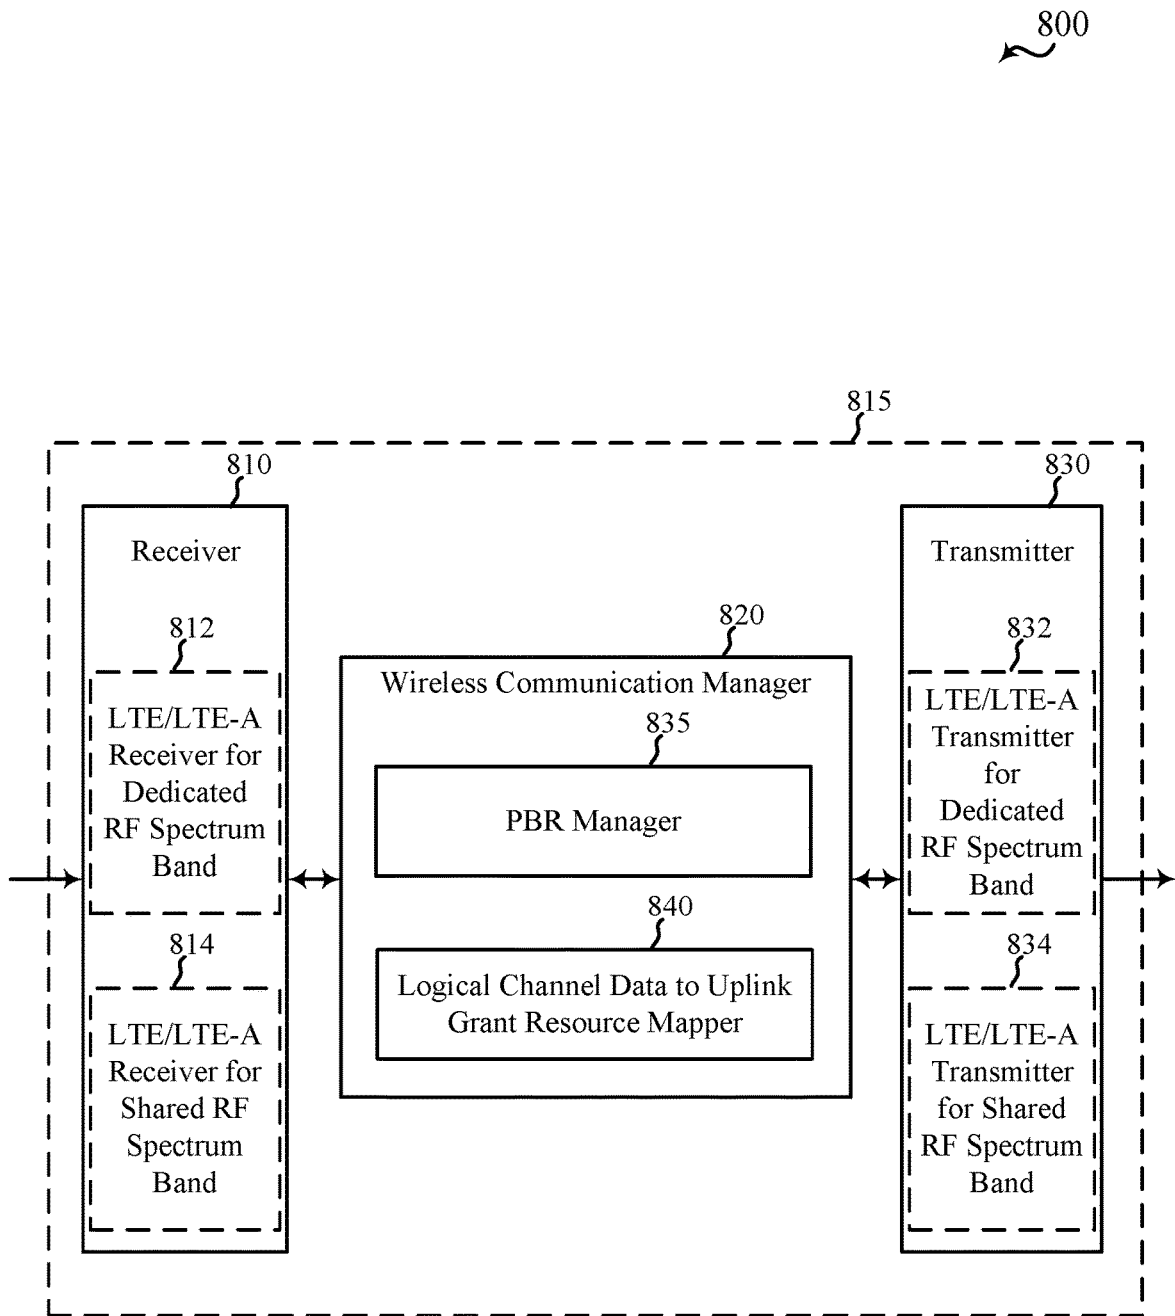 800
815
810
830
Receiver
Transmitter
812
820
832
LTE/LTE-A
Receiver for
Dedicated
RF Spectrum
Band
Wireless Communication Manager
835
PBR Manager
840
Logical Channel Data to Uplink
Grant Resource Mapper
LTE/LTE-A
Transmitter
for
Dedicated
RF Spectrum
Band
814
834
LTE/LTE-A
Receiver for
Shared RF
Spectrum
Band
LTE/LTE-A
Transmitter
for Shared
RF Spectrum
Band